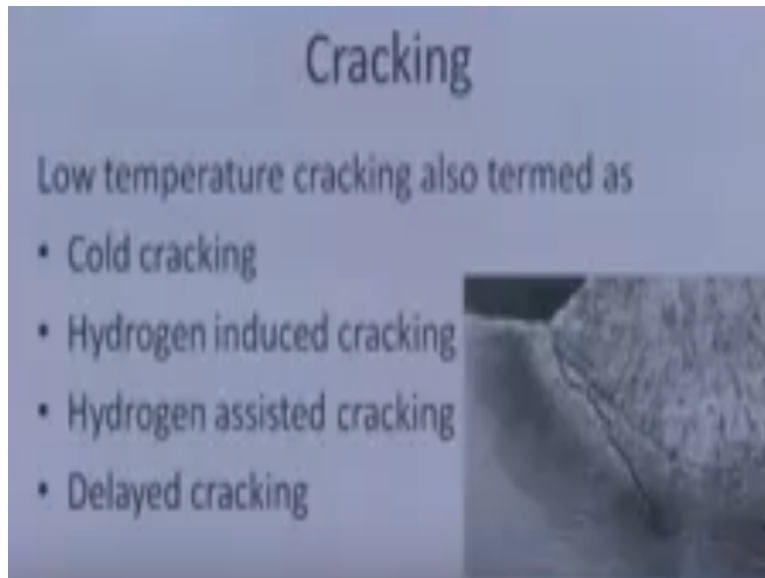 Cracking
Low temperature cracking also termed as
• Cold cracking
• Hydrogen induced cracking
• Hydrogen assisted cracking
• Delayed cracking